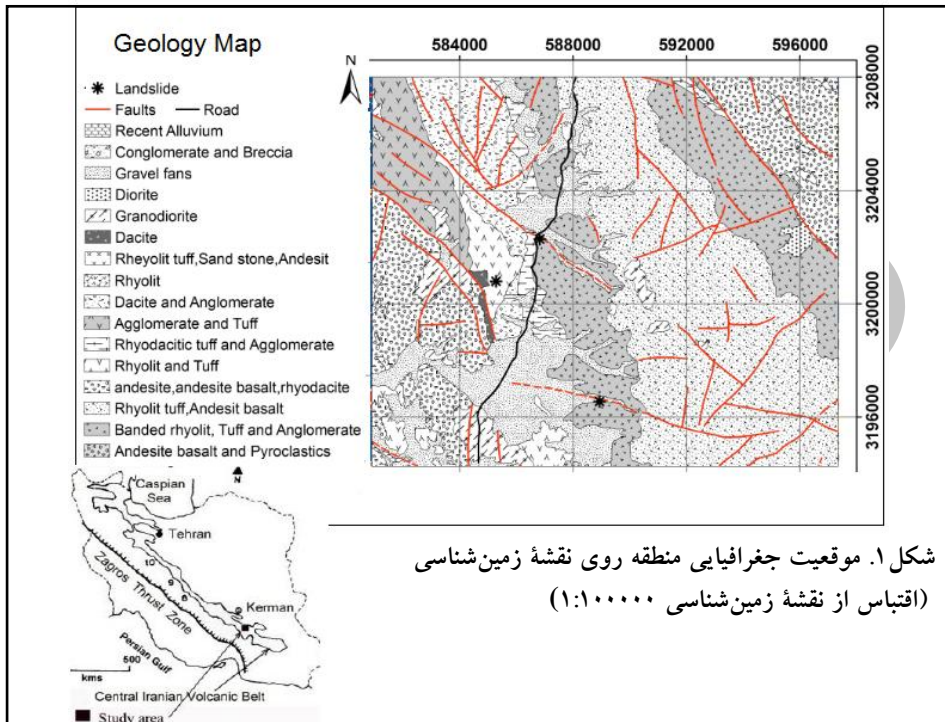 Geology Map
N
584000 588000 592000 596000
3208000
3204000
3200000
3196000
Landslide
Faults Road
Recent Alluvium
Conglomerate and Breccia
Gravel fans
Diorite
Granodiorite
Dacite
Rheyolit tuff,Sand stone,Andesit
Rhyolit
Dacite and Anglomerate
Agglomerate and Tuff
Rhyodacitic tuff and Agglomerate
Rhyolit and Tuff
andesite,andesite basalt,rhyodacite
Rhyolit tuff,Andesit basalt
Banded rhyolit, Tuff and Anglomerate
Andesite basalt and Pyroclastics
N
Caspian
Sea
Tehran
10
9
8
Kerman
Zagros Thrust Zone
Persian Gulf
500
kms
Central Iranian Volcanic Belt
Study area
شکل ۱. موقعیت جغرافیایی منطقه روی نقشهٔ زمین‌شناسی
(اقتباس از نقشهٔ زمین‌شناسی ۱:۱۰۰۰۰۰)